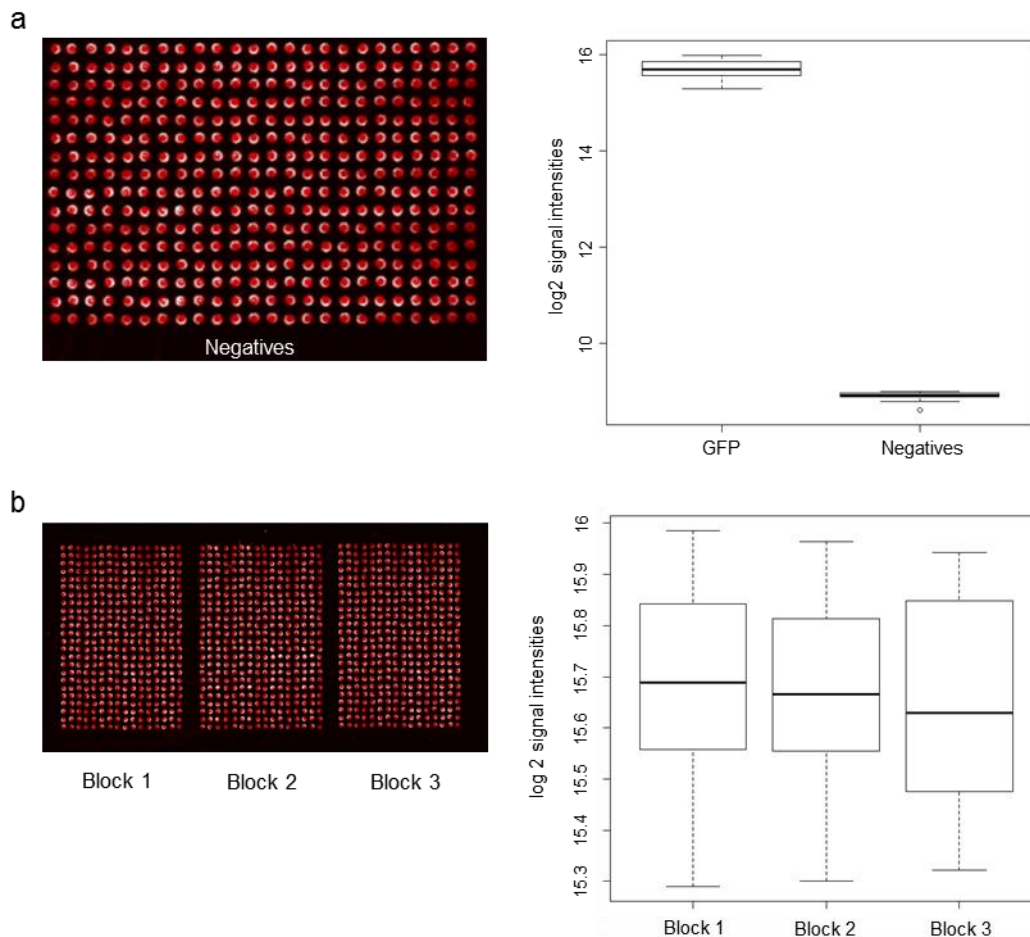 a
Negatives
log2 signal intensities
16
14
12
10
GFP Negatives
b
Block 1 Block 2 Block 3
log 2 signal intensities
16
15.9
15.8
15.7
15.6
15.5
15.4
15.3
Block 1 Block 2 Block 3